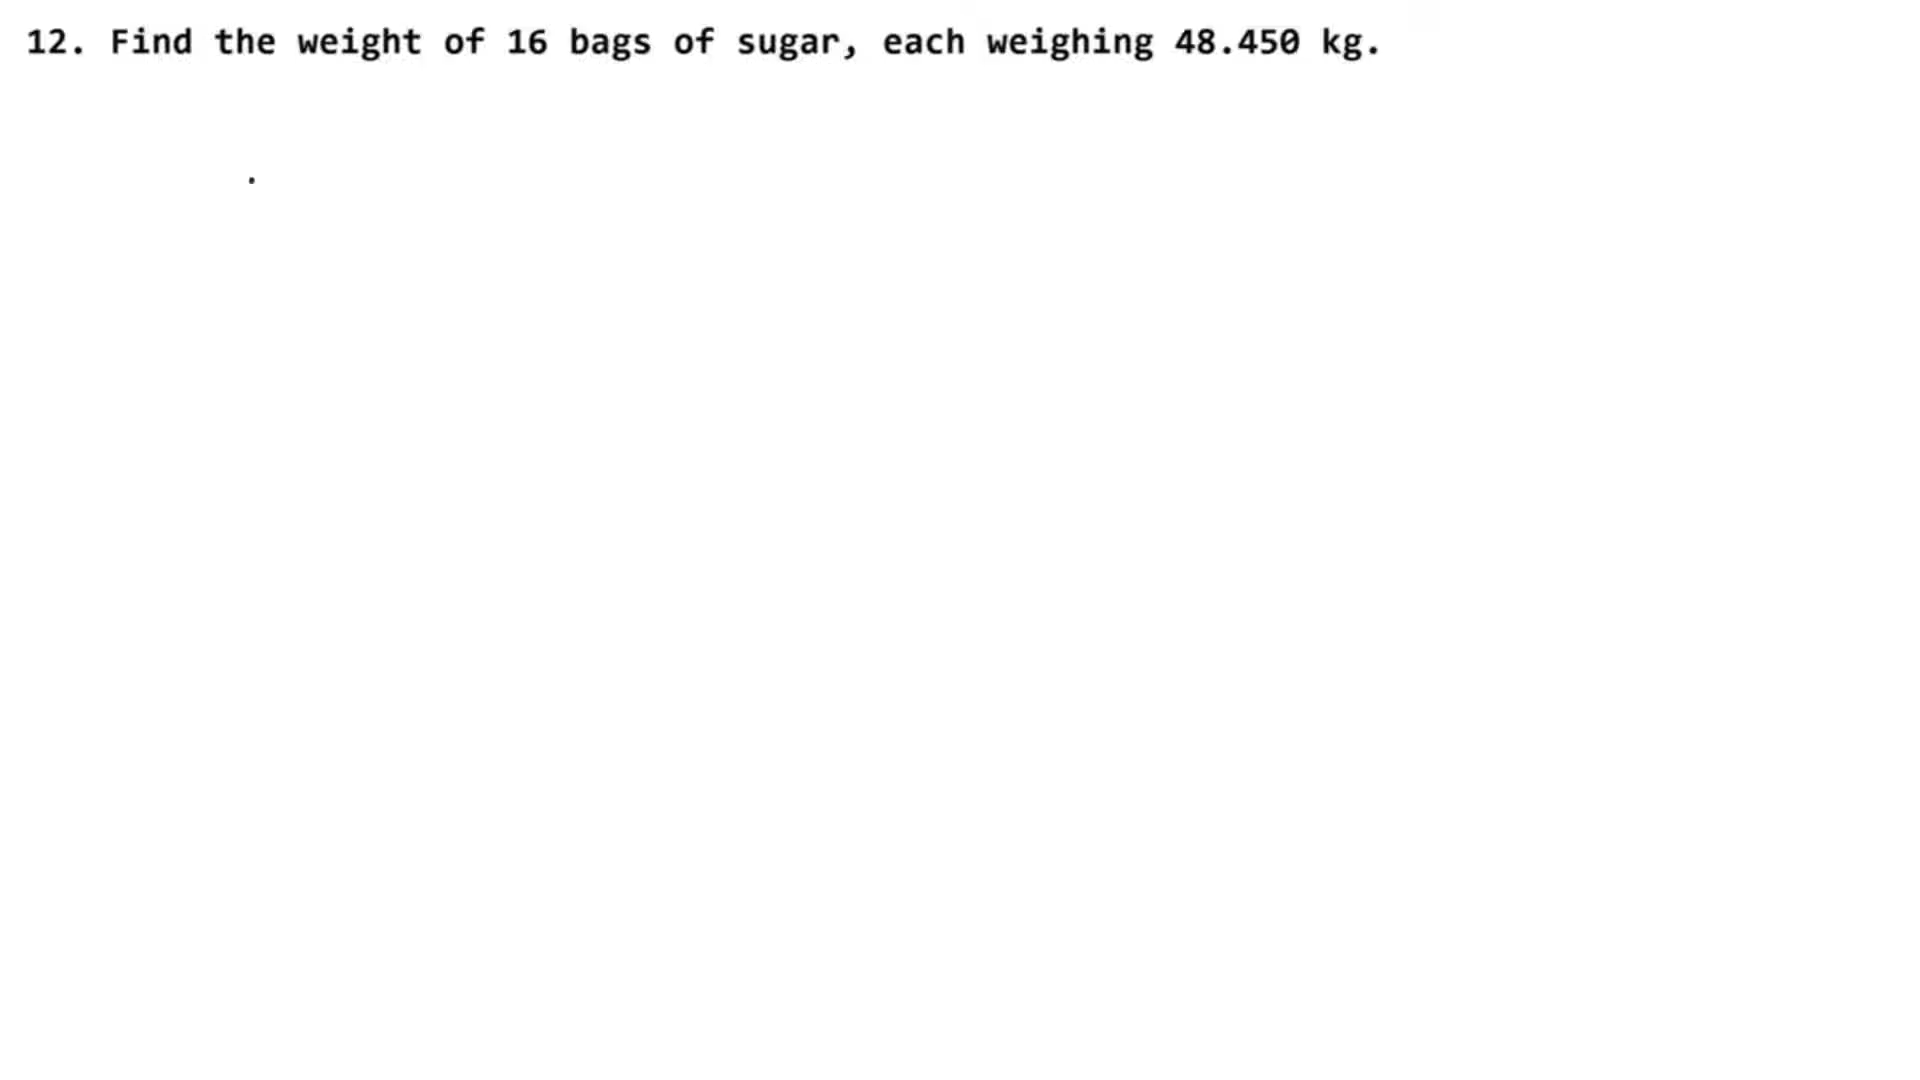 12. Find the weight of 16 bags of sugar, each weighing 48.450 kg.